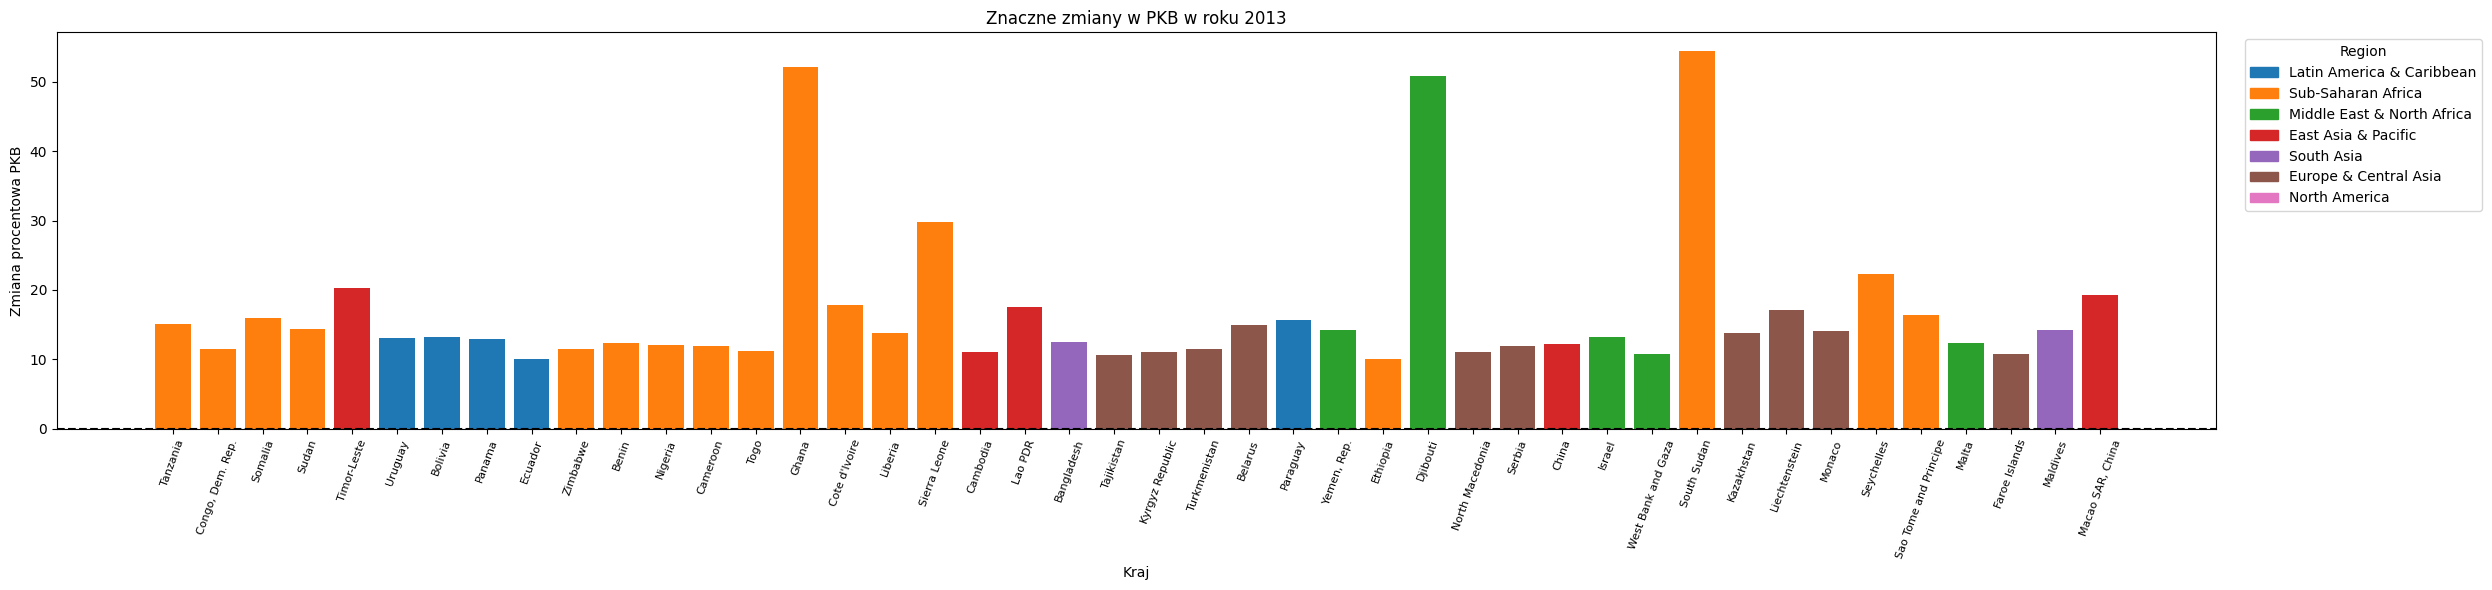 Znaczne zmiany w PKB w roku 2013
Zmiana procentowa PKB
50
40
30
20
10
0
Tanzania
Congo, Dem. Rep.
Somalia
Sudan
Timor-Leste
Uruguay
Bolivia
Panama
Ecuador
Zimbabwe
Benin
Nigeria
Cameroon
Togo
Ghana
Cote d'Ivoire
Liberia
Sierra Leone
Cambodia
Lao PDR
Bangladesh
Tajikistan
Kyrgyz Republic
Turkmenistan
Belarus
Paraguay
Yemen, Rep.
Ethiopia
Djibouti
North Macedonia
Serbia
China
Israel
West Bank and Gaza
South Sudan
Kazakhstan
Liechtenstein
Monaco
Seychelles
Sao Tome and Principe
Malta
Faroe Islands
Maldives
Macao SAR, China
Kraj
Region
Latin America & Caribbean
Sub-Saharan Africa
Middle East & North Africa
East Asia & Pacific
South Asia
Europe & Central Asia
North America